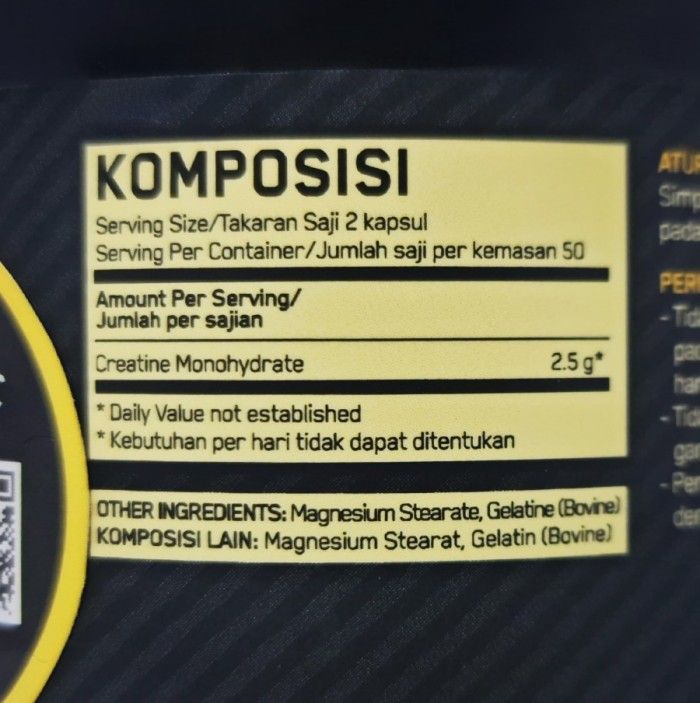 KOMPOSISI
Serving Size/Takaran Saji 2 kapsul
Serving Per Container/Jumlah saji per kemasan 50
Amount Per Serving/
Jumlah per sajian
Creatine Monohydrate 2.5 g*
* Daily Value not established
* Kebutuhan per hari tidak dapat ditentukan
OTHER INGREDIENTS: Magnesium Stearate, Gelatine (Bovine)
KOMPOSISI LAIN: Magnesium Stearat, Gelatin (Bovine)
pada